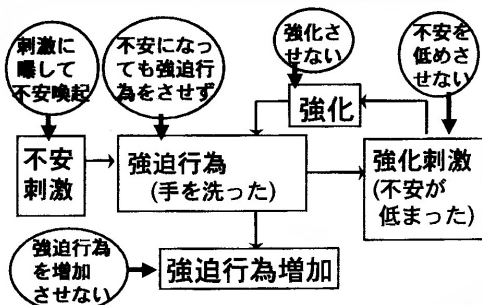 刺激に
曝して
不安喚起
不安になっ
ても強迫行
為をさせず
強化さ
せない
不安を
低めさ
せない
強化
不安
刺激
強迫行為
(手を洗った)
強化刺激
(不安が
低まった)
強迫行為
を増加
させない
強迫行為増加